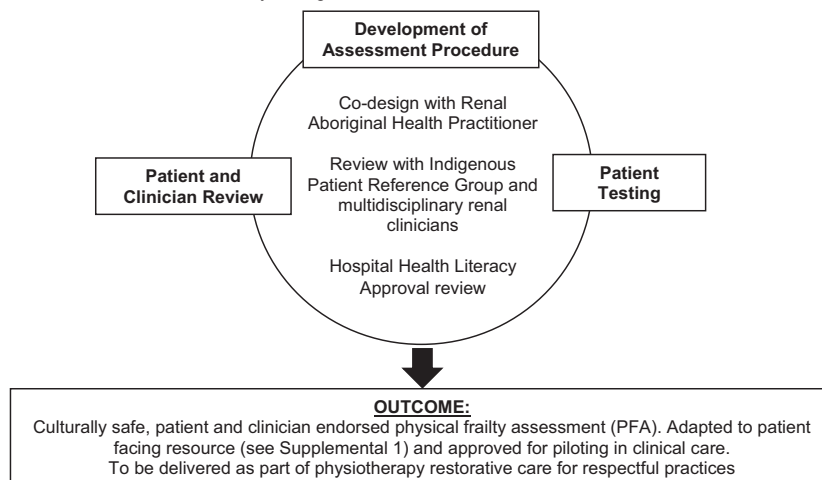 Development of
Assessment Procedure
Co-design with Renal
Aboriginal Health Practitioner
Patient and
Clinician Review
Review with Indigenous
Patient Reference Group and
multidisciplinary renal
clinicians
Patient
Testing
Hospital Health Literacy
Approval review
OUTCOME:
Culturally safe, patient and clinician endorsed physical frailty assessment (PFA). Adapted to patient
facing resource (see Supplemental 1) and approved for piloting in clinical care.
To be delivered as part of physiotherapy restorative care for respectful practices